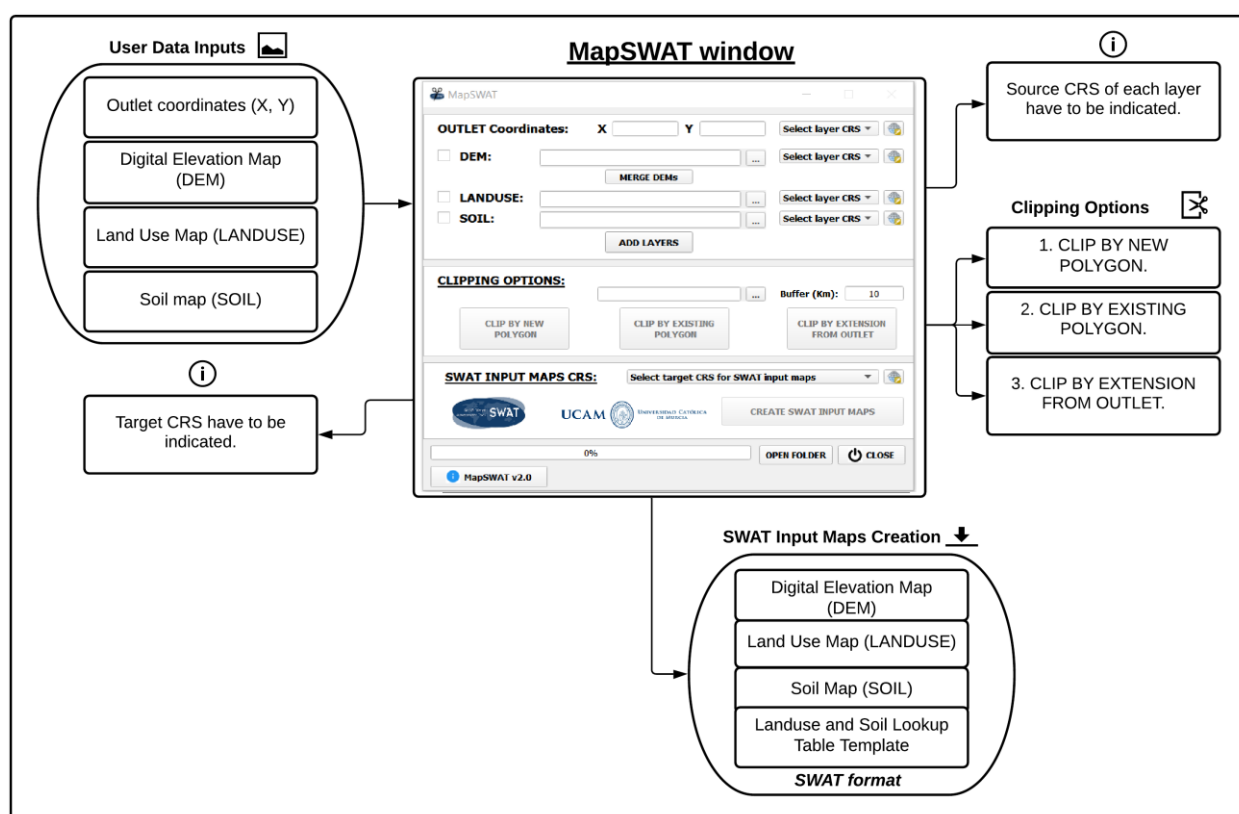 User Data Inputs
Outlet coordinates (X, Y)
Digital Elevation Map
(DEM)
Land Use Map (LANDUSE)
Soil map (SOIL)
i
Target CRS have to be
indicated.
MapSWAT window
MapSWAT
OUTLET Coordinates: X Y Select layer CRS
DEM: ... Select layer CRS
MERGE DEMs
LANDUSE: ... Select layer CRS
SOIL: ... Select layer CRS
ADD LAYERS
CLIPPING OPTIONS:
... Buffer (Km): 10
CLIP BY NEW
POLYGON
CLIP BY EXISTING
POLYGON
CLIP BY EXTENSION
FROM OUTLET
SWAT INPUT MAPS CRS: Select target CRS for SWAT input maps
SWAT
UCAM
UNIVERSIDAD CATÓLICA
DE MURCIA
CREATE SWAT INPUT MAPS
0%
OPEN FOLDER
CLOSE
i MapSWAT v2.0
i
Source CRS of each layer
have to be indicated.
Clipping Options
1. CLIP BY NEW
POLYGON.
2. CLIP BY EXISTING
POLYGON.
3. CLIP BY EXTENSION
FROM OUTLET.
SWAT Input Maps Creation
Digital Elevation Map
(DEM)
Land Use Map (LANDUSE)
Soil Map (SOIL)
Landuse and Soil Lookup
Table Template
SWAT format